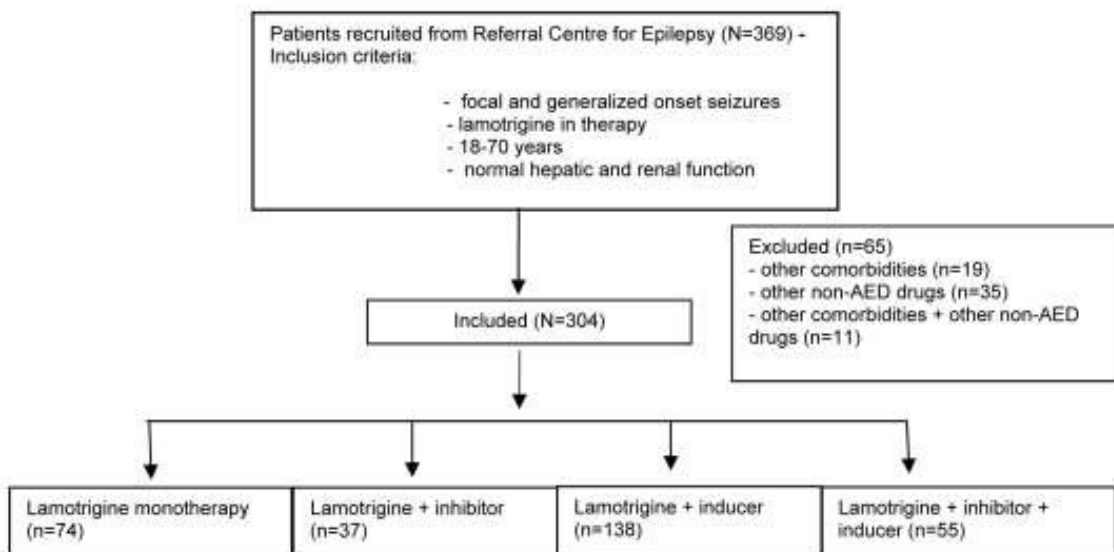 Patients recruited from Referral Centre for Epilepsy (N=369) -
Inclusion criteria:
- focal and generalized onset seizures
- lamotrigine in therapy
- 18-70 years
- normal hepatic and renal function
Excluded (n=65)
- other comorbidities (n=19)
- other non-AED drugs (n=35)
- other comorbidities + other non-AED
drugs (n=11)
Included (N=304)
Lamotrigine monotherapy
(n=74)
Lamotrigine + inhibitor
(n=37)
Lamotrigine + inducer
(n=138)
Lamotrigine + inhibitor +
inducer (n=55)